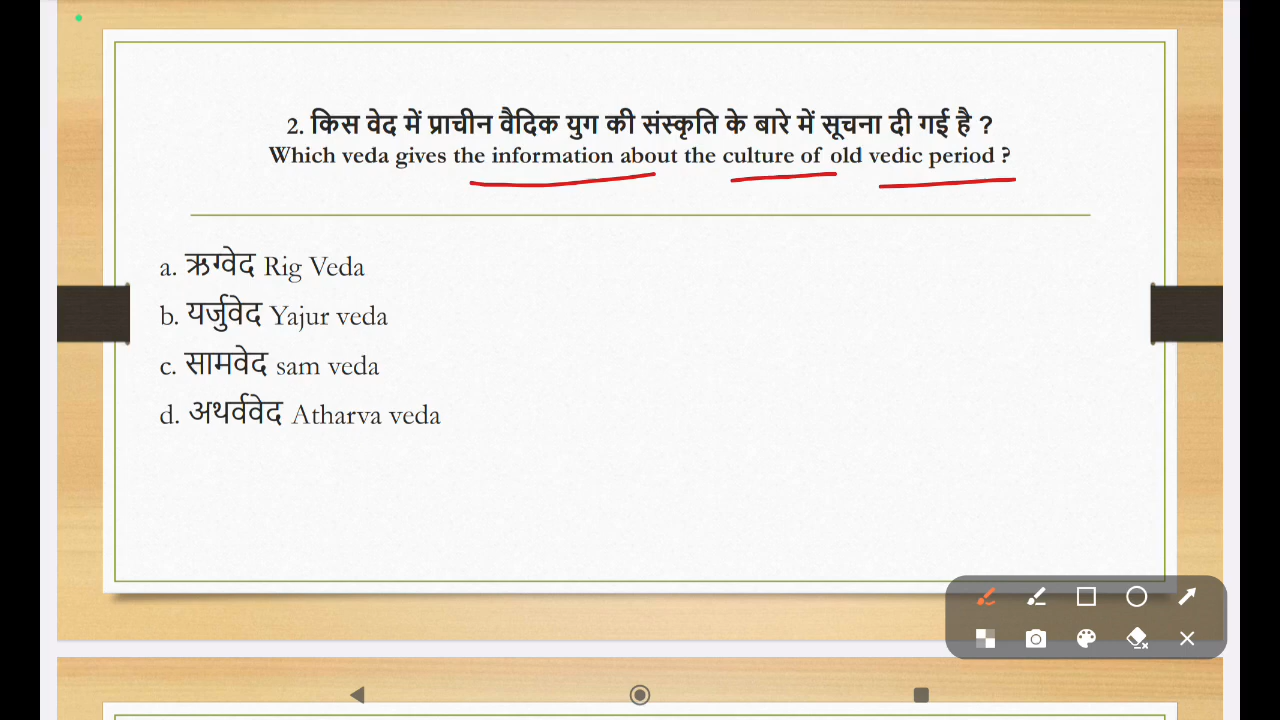 2. किस वेद में प्राचीन वैदिक युग की संस्कृति के बारे में सूचना दी गई है ?
Which veda gives the information about the culture of old vedic period ?
a. ऋग्वेद Rig Veda
b. यर्जुवेद Yajur veda
c. सामवेद sam veda
d. अथर्ववेद Atharva veda